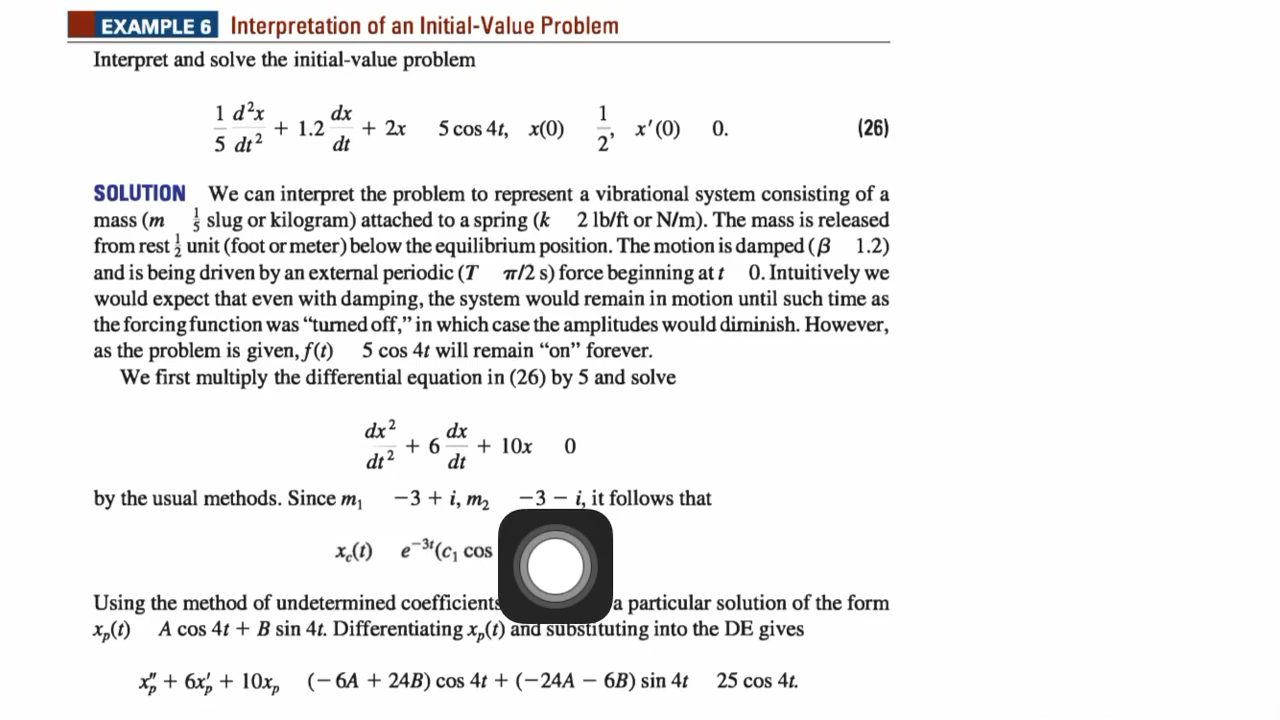 EXAMPLE 6 Interpretation of an Initial-Value Problem
Interpret and solve the initial-value problem
1/5 d²x/dt² + 1.2 dx/dt + 2x 5 cos 4t, x(0) 1/2, x′(0) 0. (26)
SOLUTION We can interpret the problem to represent a vibrational system consisting of a
mass (m 1/5 slug or kilogram) attached to a spring (k 2 lb/ft or N/m). The mass is released
from rest 1/2 unit (foot or meter) below the equilibrium position. The motion is damped (β 1.2)
and is being driven by an external periodic (T π/2 s) force beginning at t 0. Intuitively we
would expect that even with damping, the system would remain in motion until such time as
the forcing function was “turned off,” in which case the amplitudes would diminish. However,
as the problem is given, f(t) 5 cos 4t will remain “on” forever.
We first multiply the differential equation in (26) by 5 and solve
dx²/dt² + 6 dx/dt + 10x 0
by the usual methods. Since m₁ −3 + i, m₂ −3 − i, it follows that
x_c(t) e^−3t(c₁ cos
Using the method of undetermined coefficients a particular solution of the form
x_p(t) A cos 4t + B sin 4t. Differentiating x_p(t) and substituting into the DE gives
x″_p + 6x′_p + 10x_p (−6A + 24B) cos 4t + (−24A − 6B) sin 4t 25 cos 4t.